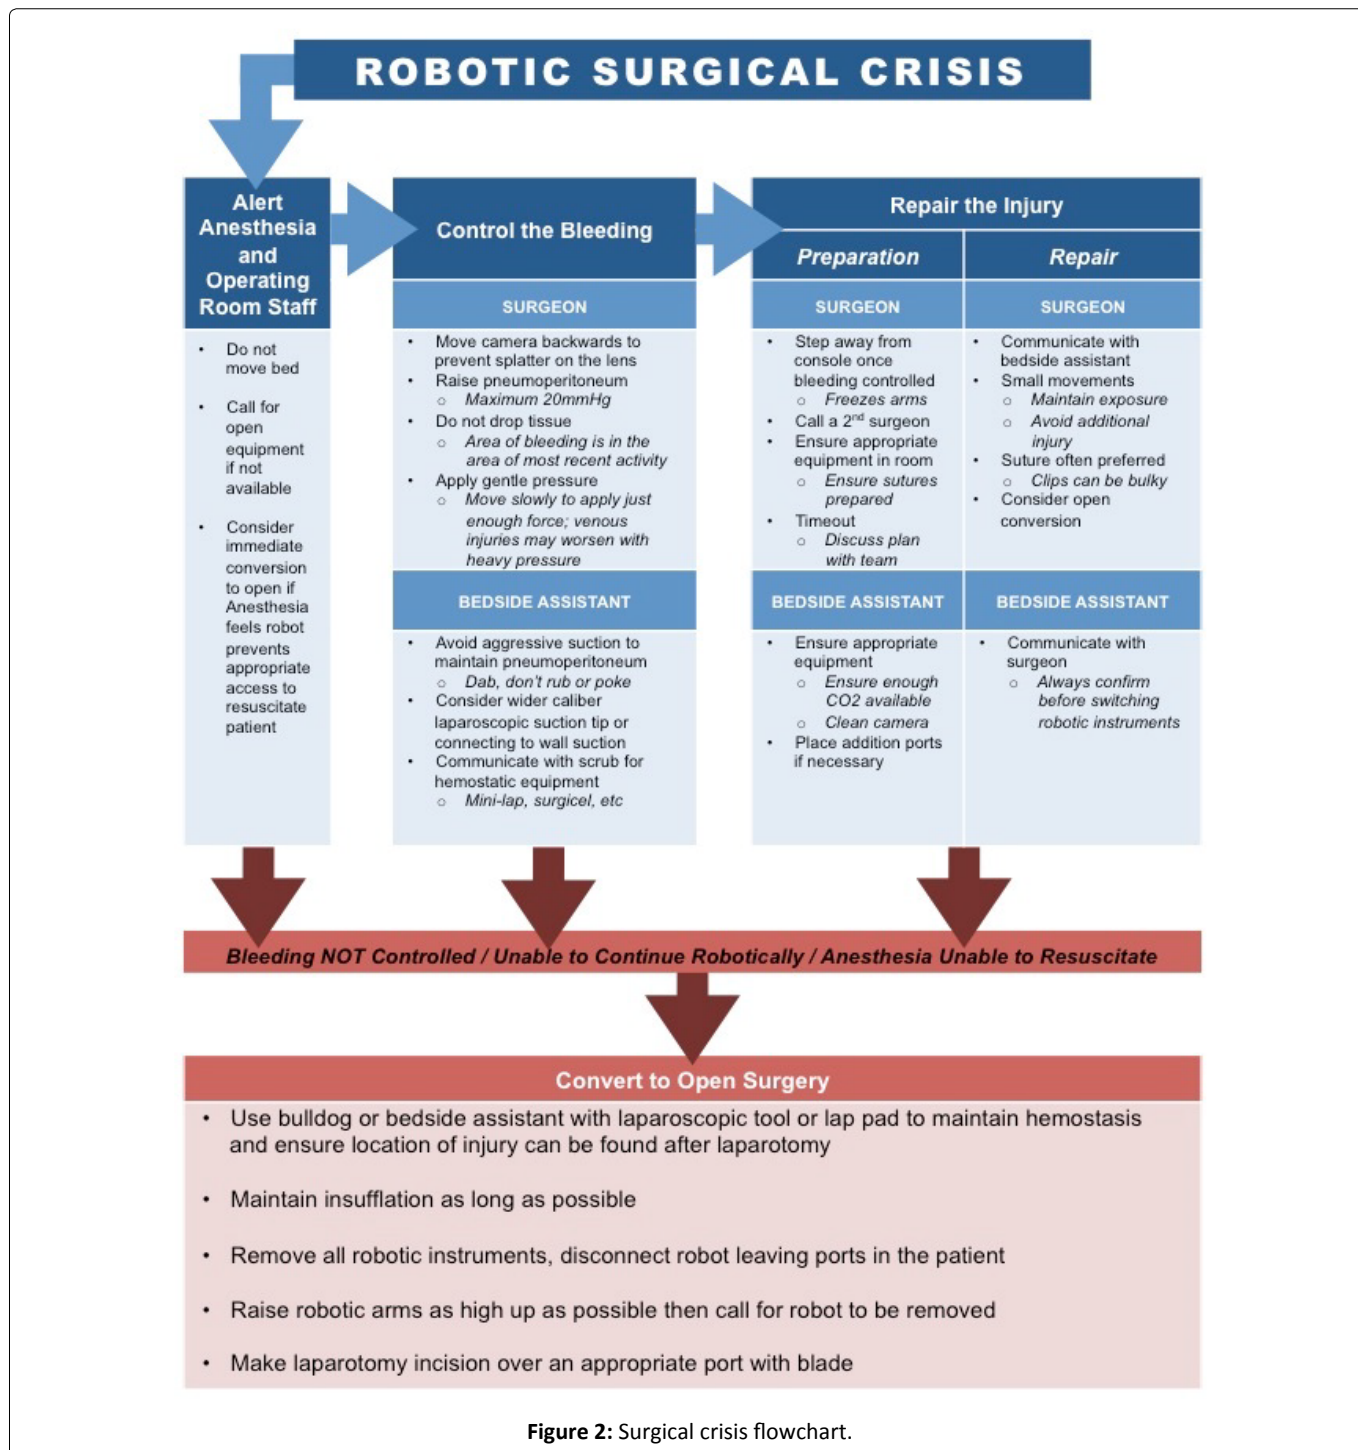 ROBOTIC SURGICAL CRISIS
Alert
Anesthesia
and
Operating
Room Staff
• Do not
move bed
• Call for
open
equipment
if not
available
• Consider
immediate
conversion
to open if
Anesthesia
feels robot
prevents
appropriate
access to
resuscitate
patient
Control the Bleeding
SURGEON
• Move camera backwards to
prevent splatter on the lens
• Raise pneumoperitoneum
o Maximum 20mmHg
• Do not drop tissue
o Area of bleeding is in the
area of most recent activity
• Apply gentle pressure
o Move slowly to apply just
enough force; venous
injuries may worsen with
heavy pressure
BEDSIDE ASSISTANT
• Avoid aggressive suction to
maintain pneumoperitoneum
o Dab, don't rub or poke
• Consider wider caliber
laparoscopic suction tip or
connecting to wall suction
• Communicate with scrub for
hemostatic equipment
o Mini-lap, surgicel, etc
Repair the Injury
Preparation
SURGEON
• Step away from
console once
bleeding controlled
o Freezes arms
• Call a 2nd surgeon
• Ensure appropriate
equipment in room
o Ensure sutures
prepared
• Timeout
o Discuss plan
with team
BEDSIDE ASSISTANT
• Ensure appropriate
equipment
o Ensure enough
CO2 available
o Clean camera
• Place addition ports
if necessary
Repair
SURGEON
• Communicate with
bedside assistant
• Small movements
o Maintain exposure
o Avoid additional
injury
• Suture often preferred
o Clips can be bulky
• Consider open
conversion
BEDSIDE ASSISTANT
• Communicate with
surgeon
o Always confirm
before switching
robotic instruments
Bleeding NOT Controlled / Unable to Continue Robotically / Anesthesia Unable to Resuscitate
Convert to Open Surgery
• Use bulldog or bedside assistant with laparoscopic tool or lap pad to maintain hemostasis
and ensure location of injury can be found after laparotomy
• Maintain insufflation as long as possible
• Remove all robotic instruments, disconnect robot leaving ports in the patient
• Raise robotic arms as high up as possible then call for robot to be removed
• Make laparotomy incision over an appropriate port with blade
Figure 2: Surgical crisis flowchart.